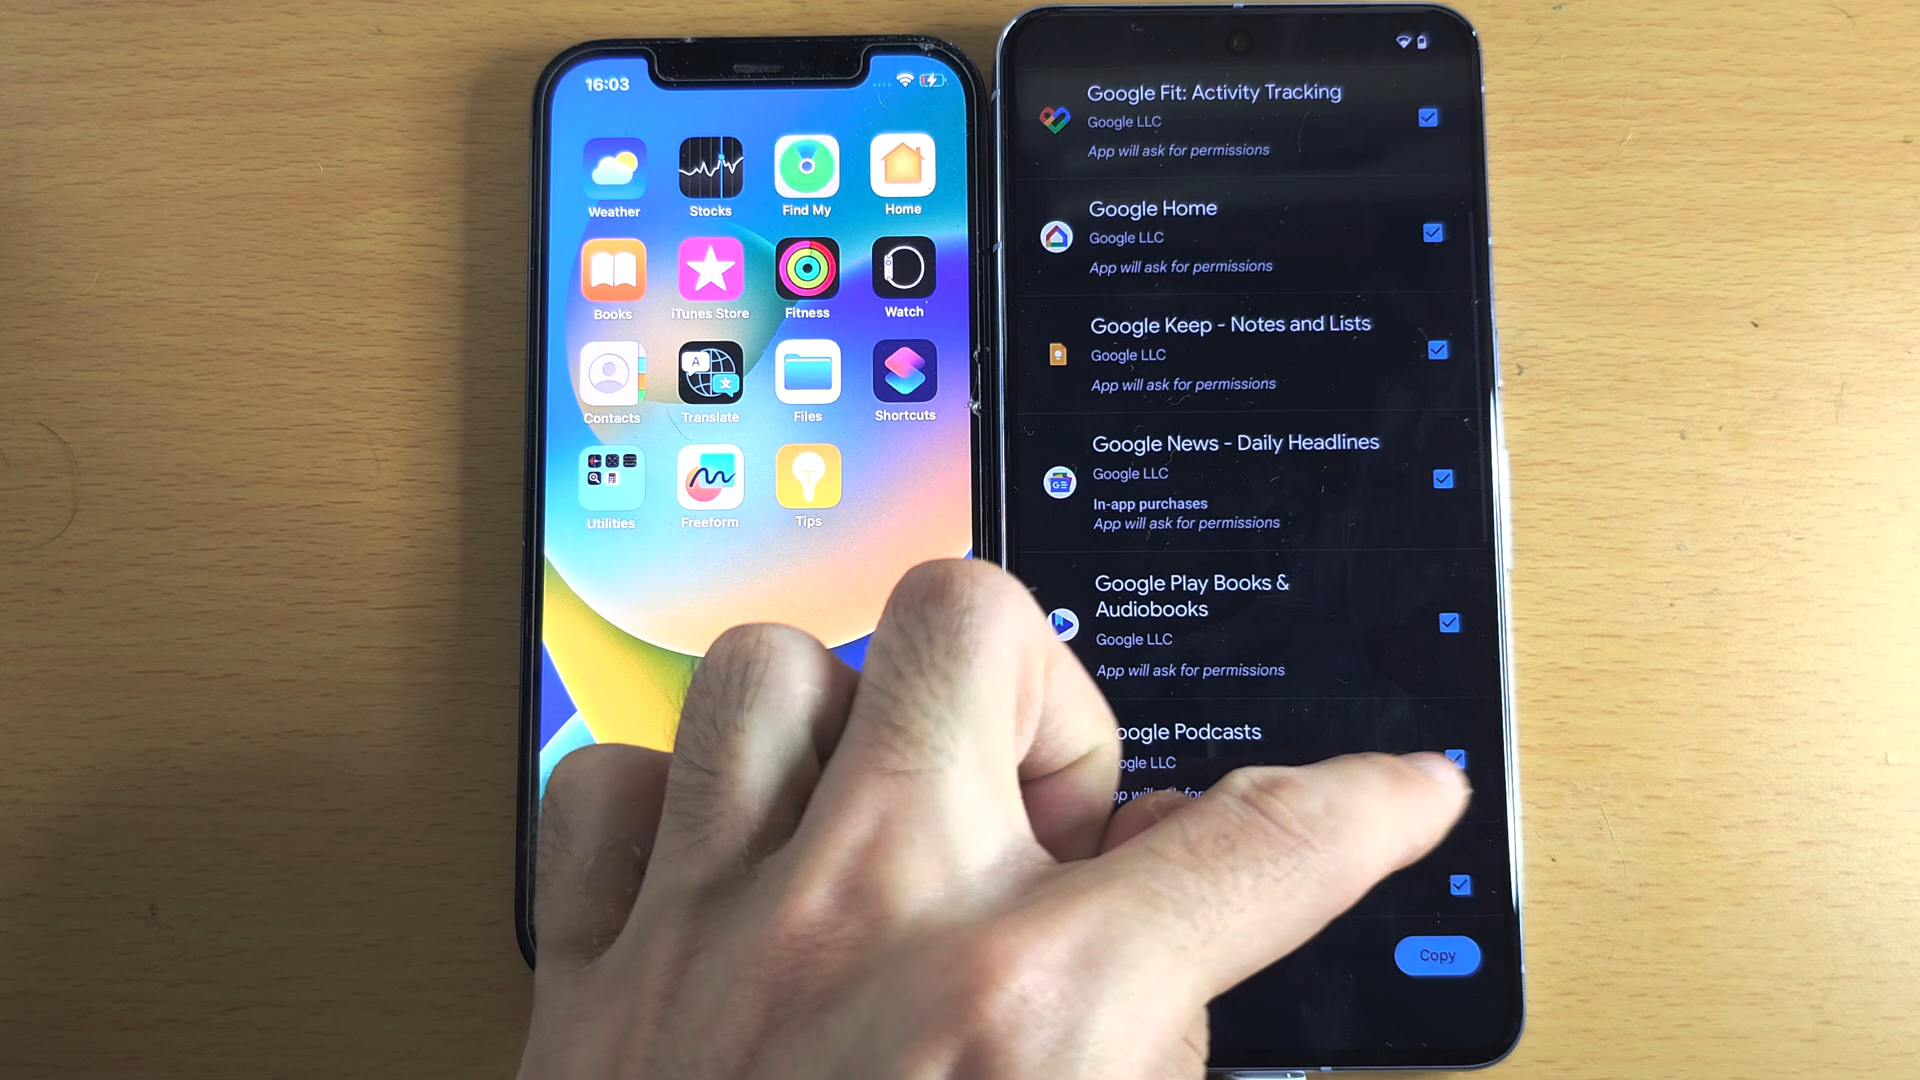 16:03
Weather
Stocks
Find My
Home
Books
iTunes Store
Fitness
Watch
Contacts
Translate
Files
Shortcuts
Utilities
Freeform
Tips
Google Fit: Activity Tracking
Google LLC
App will ask for permissions
Google Home
Google LLC
App will ask for permissions
Google Keep - Notes and Lists
Google LLC
App will ask for permissions
Google News - Daily Headlines
Google LLC
In-app purchases
App will ask for permissions
Google Play Books &
Audiobooks
Google LLC
App will ask for permissions
oogle Podcasts
ogle LLC
Copy